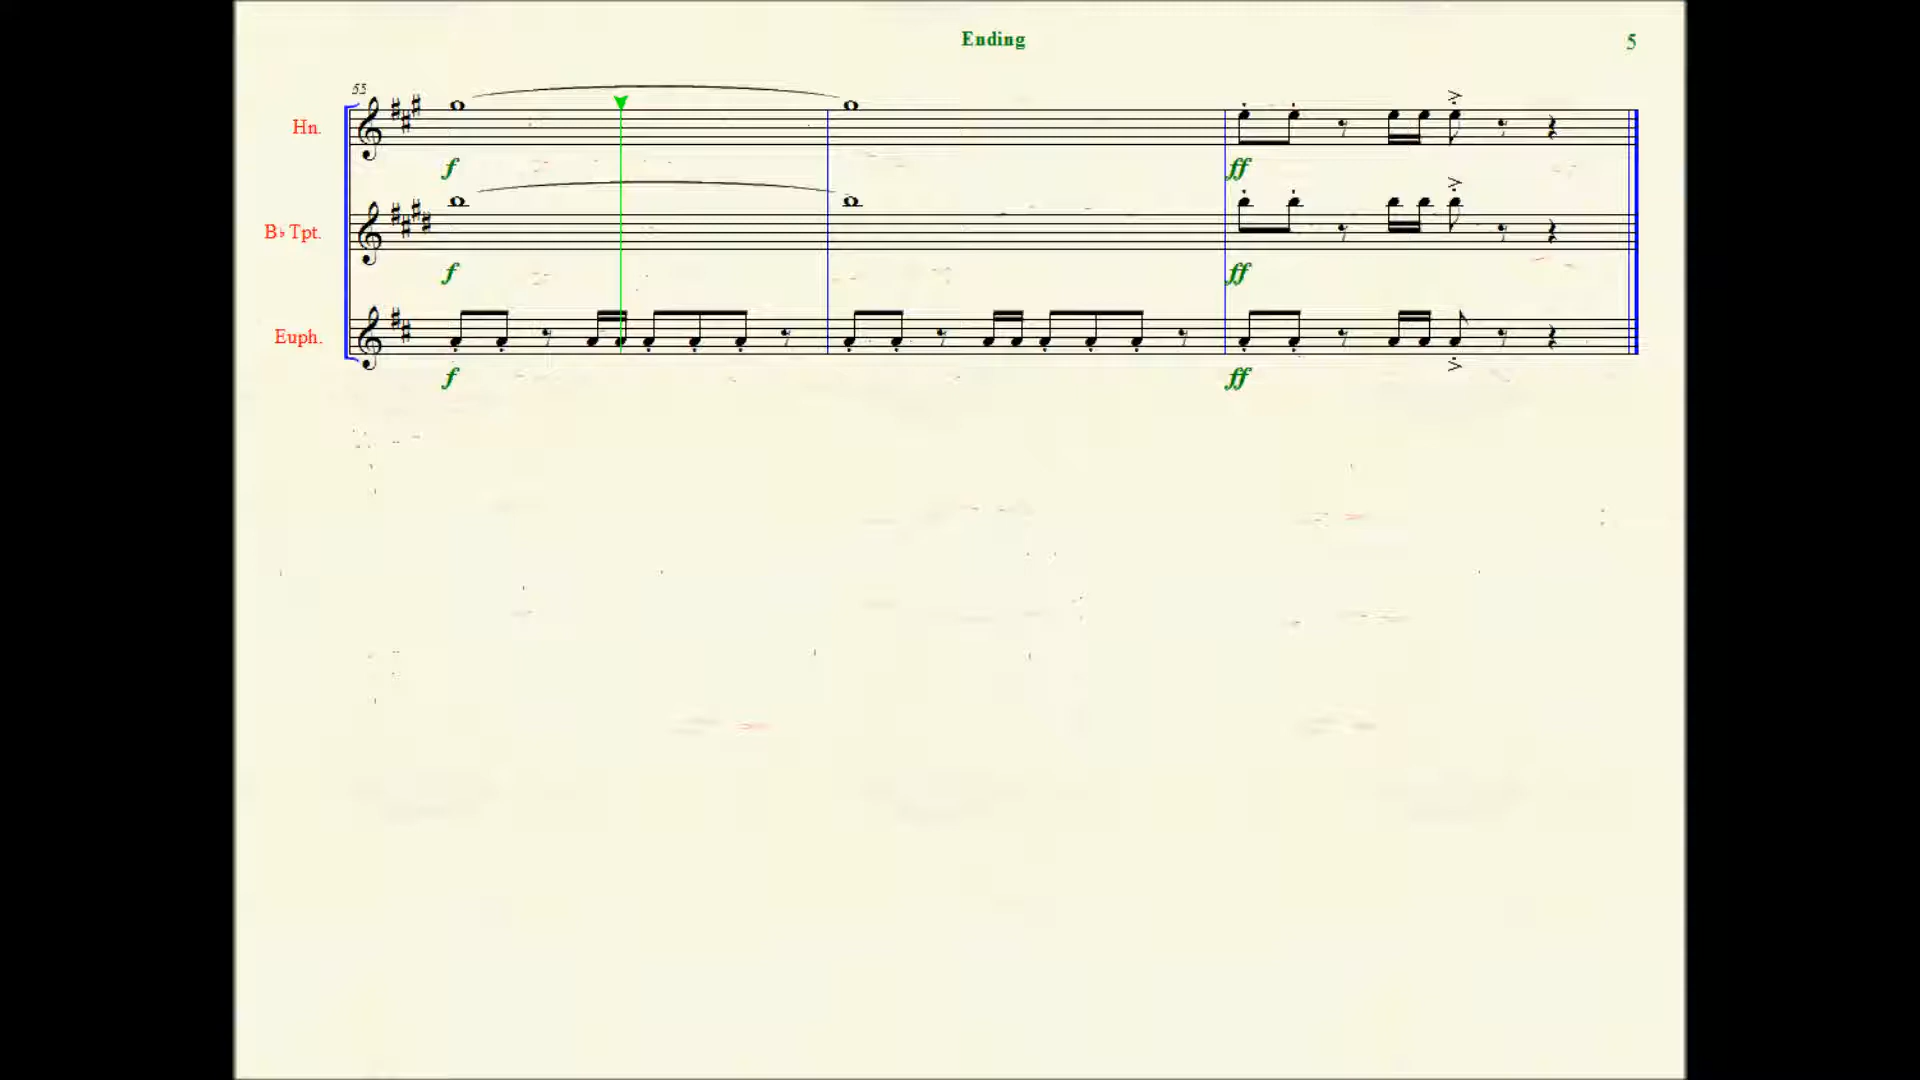 Ending
5
55
Hn.
f
ff
B♭ Tpt.
f
ff
Euph.
f
ff